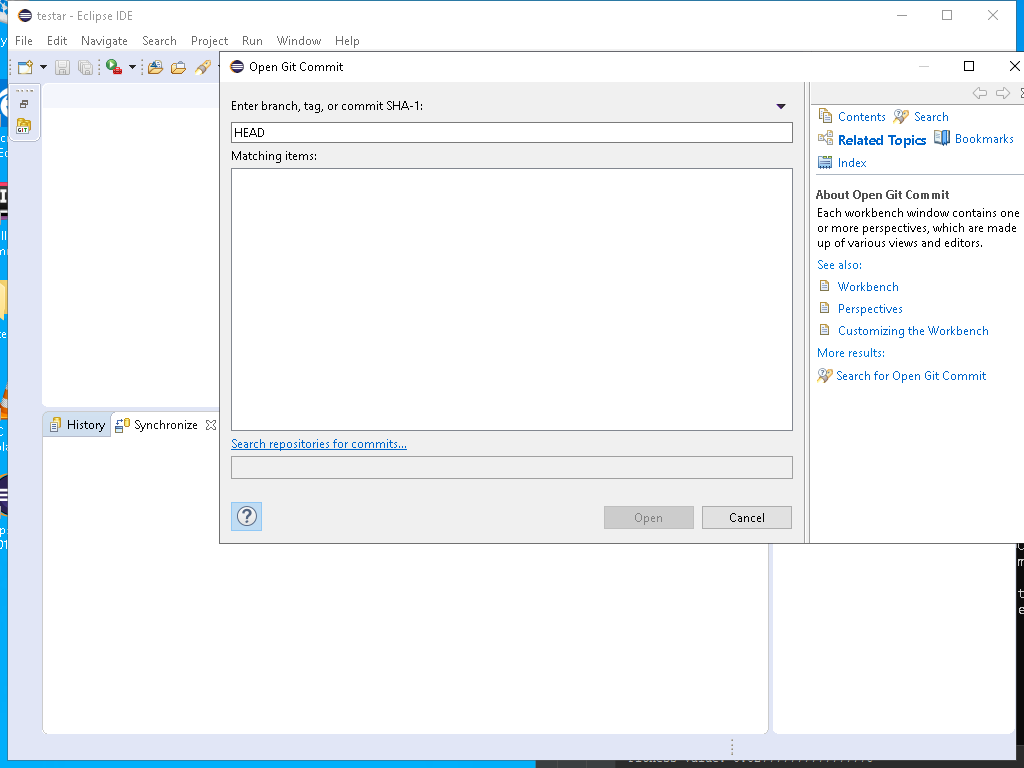 testar - Eclipse IDE
File Edit Navigate Search Project Run Window Help
Open Git Commit
Enter branch, tag, or commit SHA-1:
HEAD
Matching items:
Search repositories for commits...
Open Cancel
Contents Search
Related Topics Bookmarks
Index
About Open Git Commit
Each workbench window contains one
or more perspectives, which are made
up of various views and editors.
See also:
Workbench
Perspectives
Customizing the Workbench
More results:
Search for Open Git Commit
GIT
History Synchronize